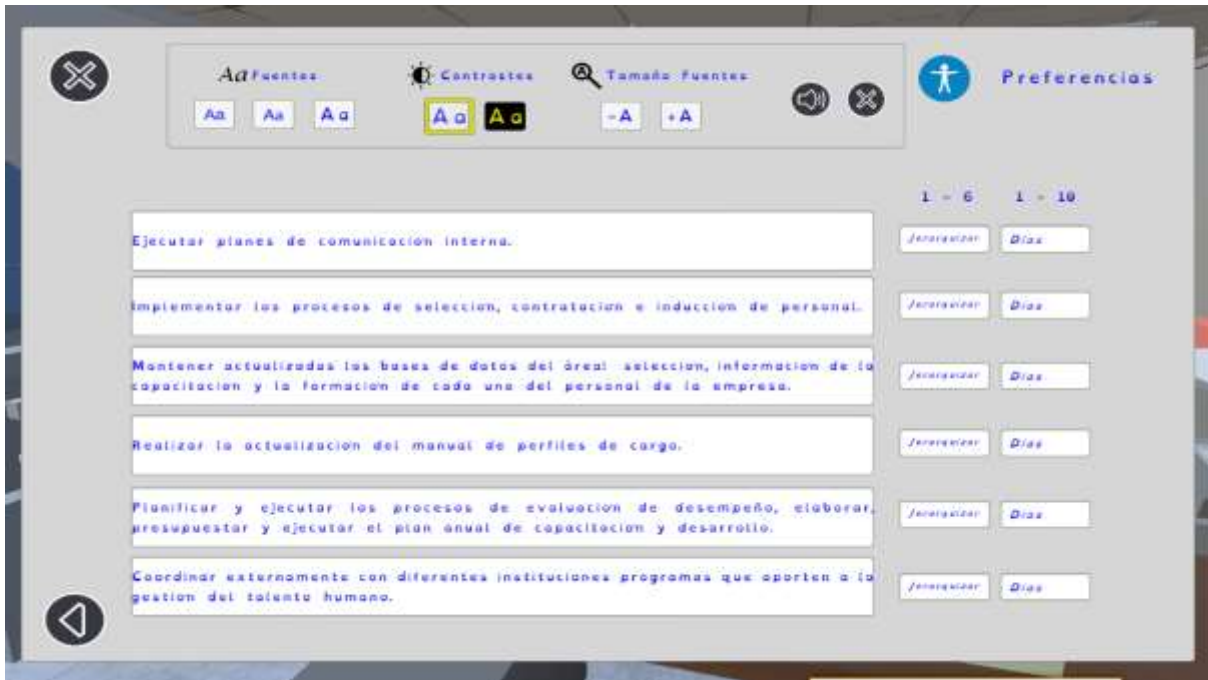 Aa Fuentes
Contrastes
Tamaño Fuentes
Preferencias
Aa
Aa
Aa
Aa
Aa
-A
+A
1 - 6
1 - 10
Ejecutar planes de comunicacion interna.
Jerarquizar
Dias
Implementar los procesos de seleccion, contratacion e induccion de personal.
Jerarquizar
Dias
Mantener actualizadas las bases de datos del área: seleccion, informacion de la
capacitacion y la formacion de cada uno del personal de la empresa.
Jerarquizar
Dias
Realizar la actualizacion del manual de perfiles de cargo.
Jerarquizar
Dias
Planificar y ejecutar los procesos de evaluacion de desempeño, elaborar,
presupuestar y ejecutar el plan anual de capacitacion y desarrollo.
Jerarquizar
Dias
Coordinar externamente con diferentes instituciones programas que aporten a la
gestion del talento humano.
Jerarquizar
Dias